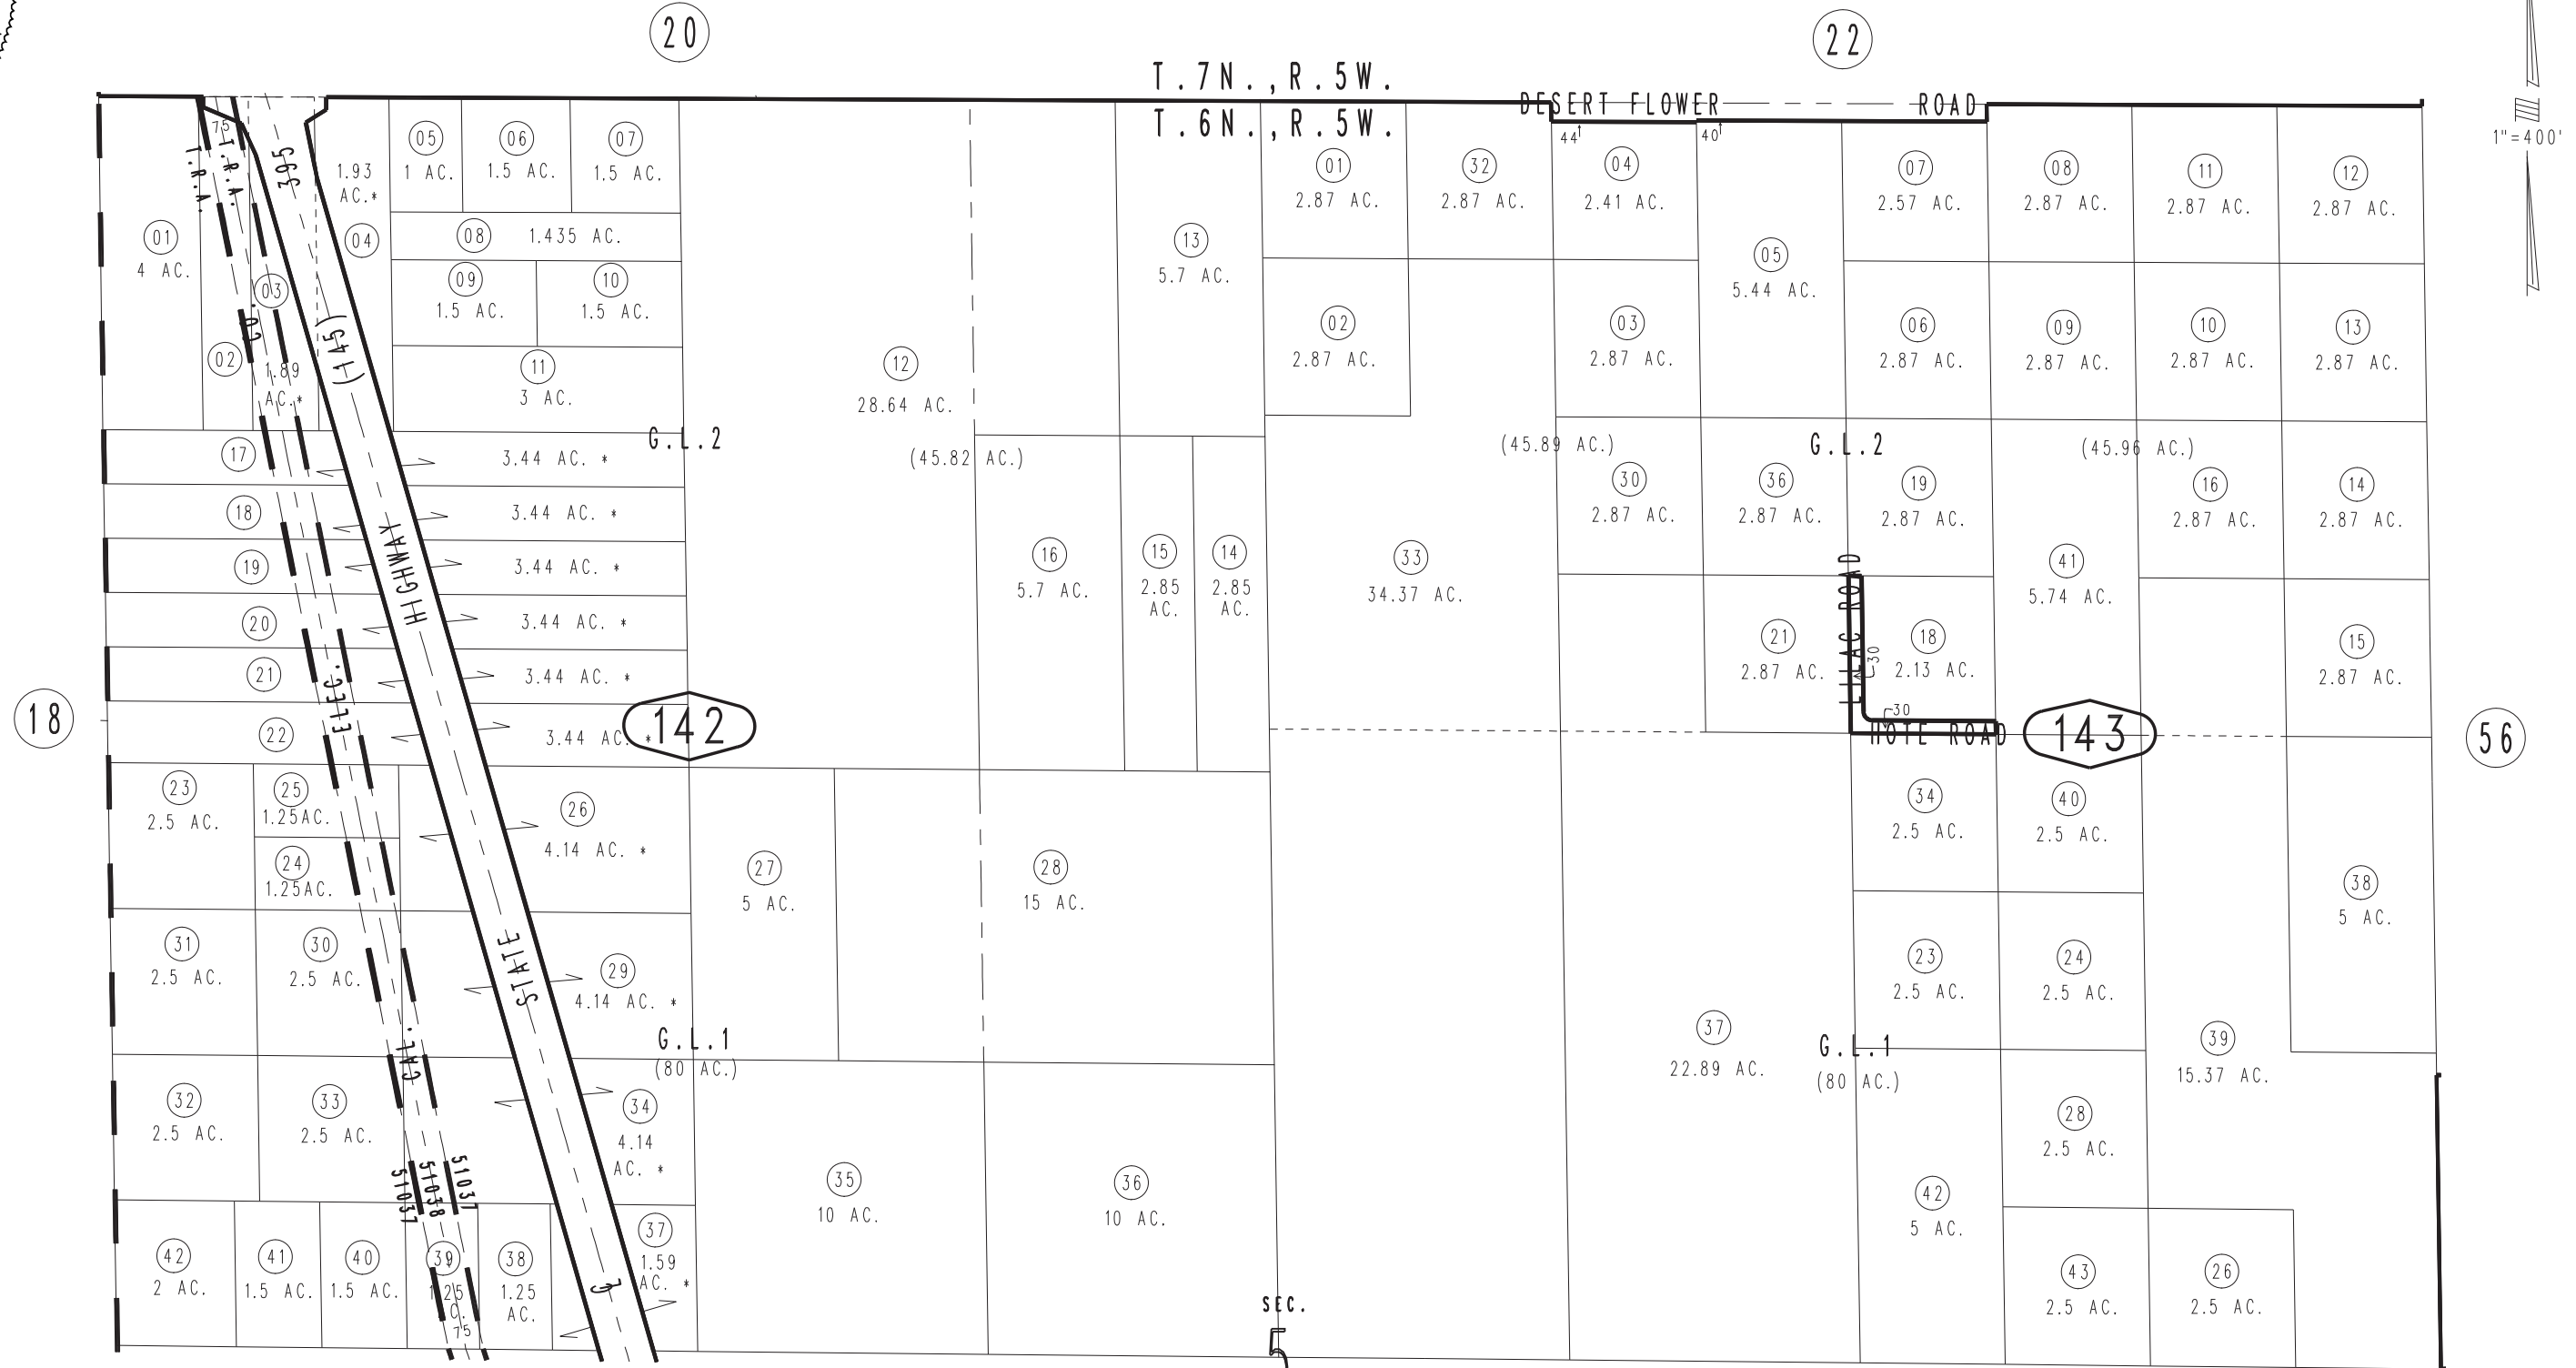 20
22
T.7N.,R.5W.
T.6N.,R.5W.
DESERT FLOWER ROAD
44'
40'
1"=400'
75
T.R.A.
T.R.A.
395
(145)
HIGHWAY
STATE
CO.
ELEC.
CAL.
51037
51038
51037
75
18
142
01
4 AC.
02
03
1.89
AC.*
1.93
AC.*
04
05
1 AC.
06
1.5 AC.
07
1.5 AC.
08 1.435 AC.
09
1.5 AC.
10
1.5 AC.
11
3 AC.
12
28.64 AC.
13
5.7 AC.
G.L.2
(45.82 AC.)
17 3.44 AC. *
18 3.44 AC. *
19 3.44 AC. *
20 3.44 AC. *
21 3.44 AC. *
22 3.44 AC. *
16
5.7 AC.
15
2.85
AC.
14
2.85
AC.
23
2.5 AC.
25
1.25AC.
24
1.25AC.
26
4.14 AC. *
27
5 AC.
28
15 AC.
31
2.5 AC.
30
2.5 AC.
29
4.14 AC. *
G.L.1
(80 AC.)
32
2.5 AC.
33
2.5 AC.
34
4.14
AC. *
35
10 AC.
36
10 AC.
42
2 AC.
41
1.5 AC.
40
1.5 AC.
39
38
1.25
AC.
37
1.59
AC. *
SEC.
5
143
56
01
2.87 AC.
32
2.87 AC.
04
2.41 AC.
05
5.44 AC.
07
2.57 AC.
08
2.87 AC.
11
2.87 AC.
12
2.87 AC.
02
2.87 AC.
03
2.87 AC.
06
2.87 AC.
09
2.87 AC.
10
2.87 AC.
13
2.87 AC.
(45.89 AC.)
G.L.2
(45.96 AC.)
33
34.37 AC.
30
2.87 AC.
36
2.87 AC.
19
2.87 AC.
41
5.74 AC.
16
2.87 AC.
14
2.87 AC.
LILAC ROAD
30
21
2.87 AC.
18
2.13 AC.
30
HOTE ROAD
15
2.87 AC.
34
2.5 AC.
40
2.5 AC.
38
5 AC.
23
2.5 AC.
24
2.5 AC.
37
22.89 AC.
G.L.1
(80 AC.)
39
15.37 AC.
28
2.5 AC.
42
5 AC.
43
2.5 AC.
26
2.5 AC.